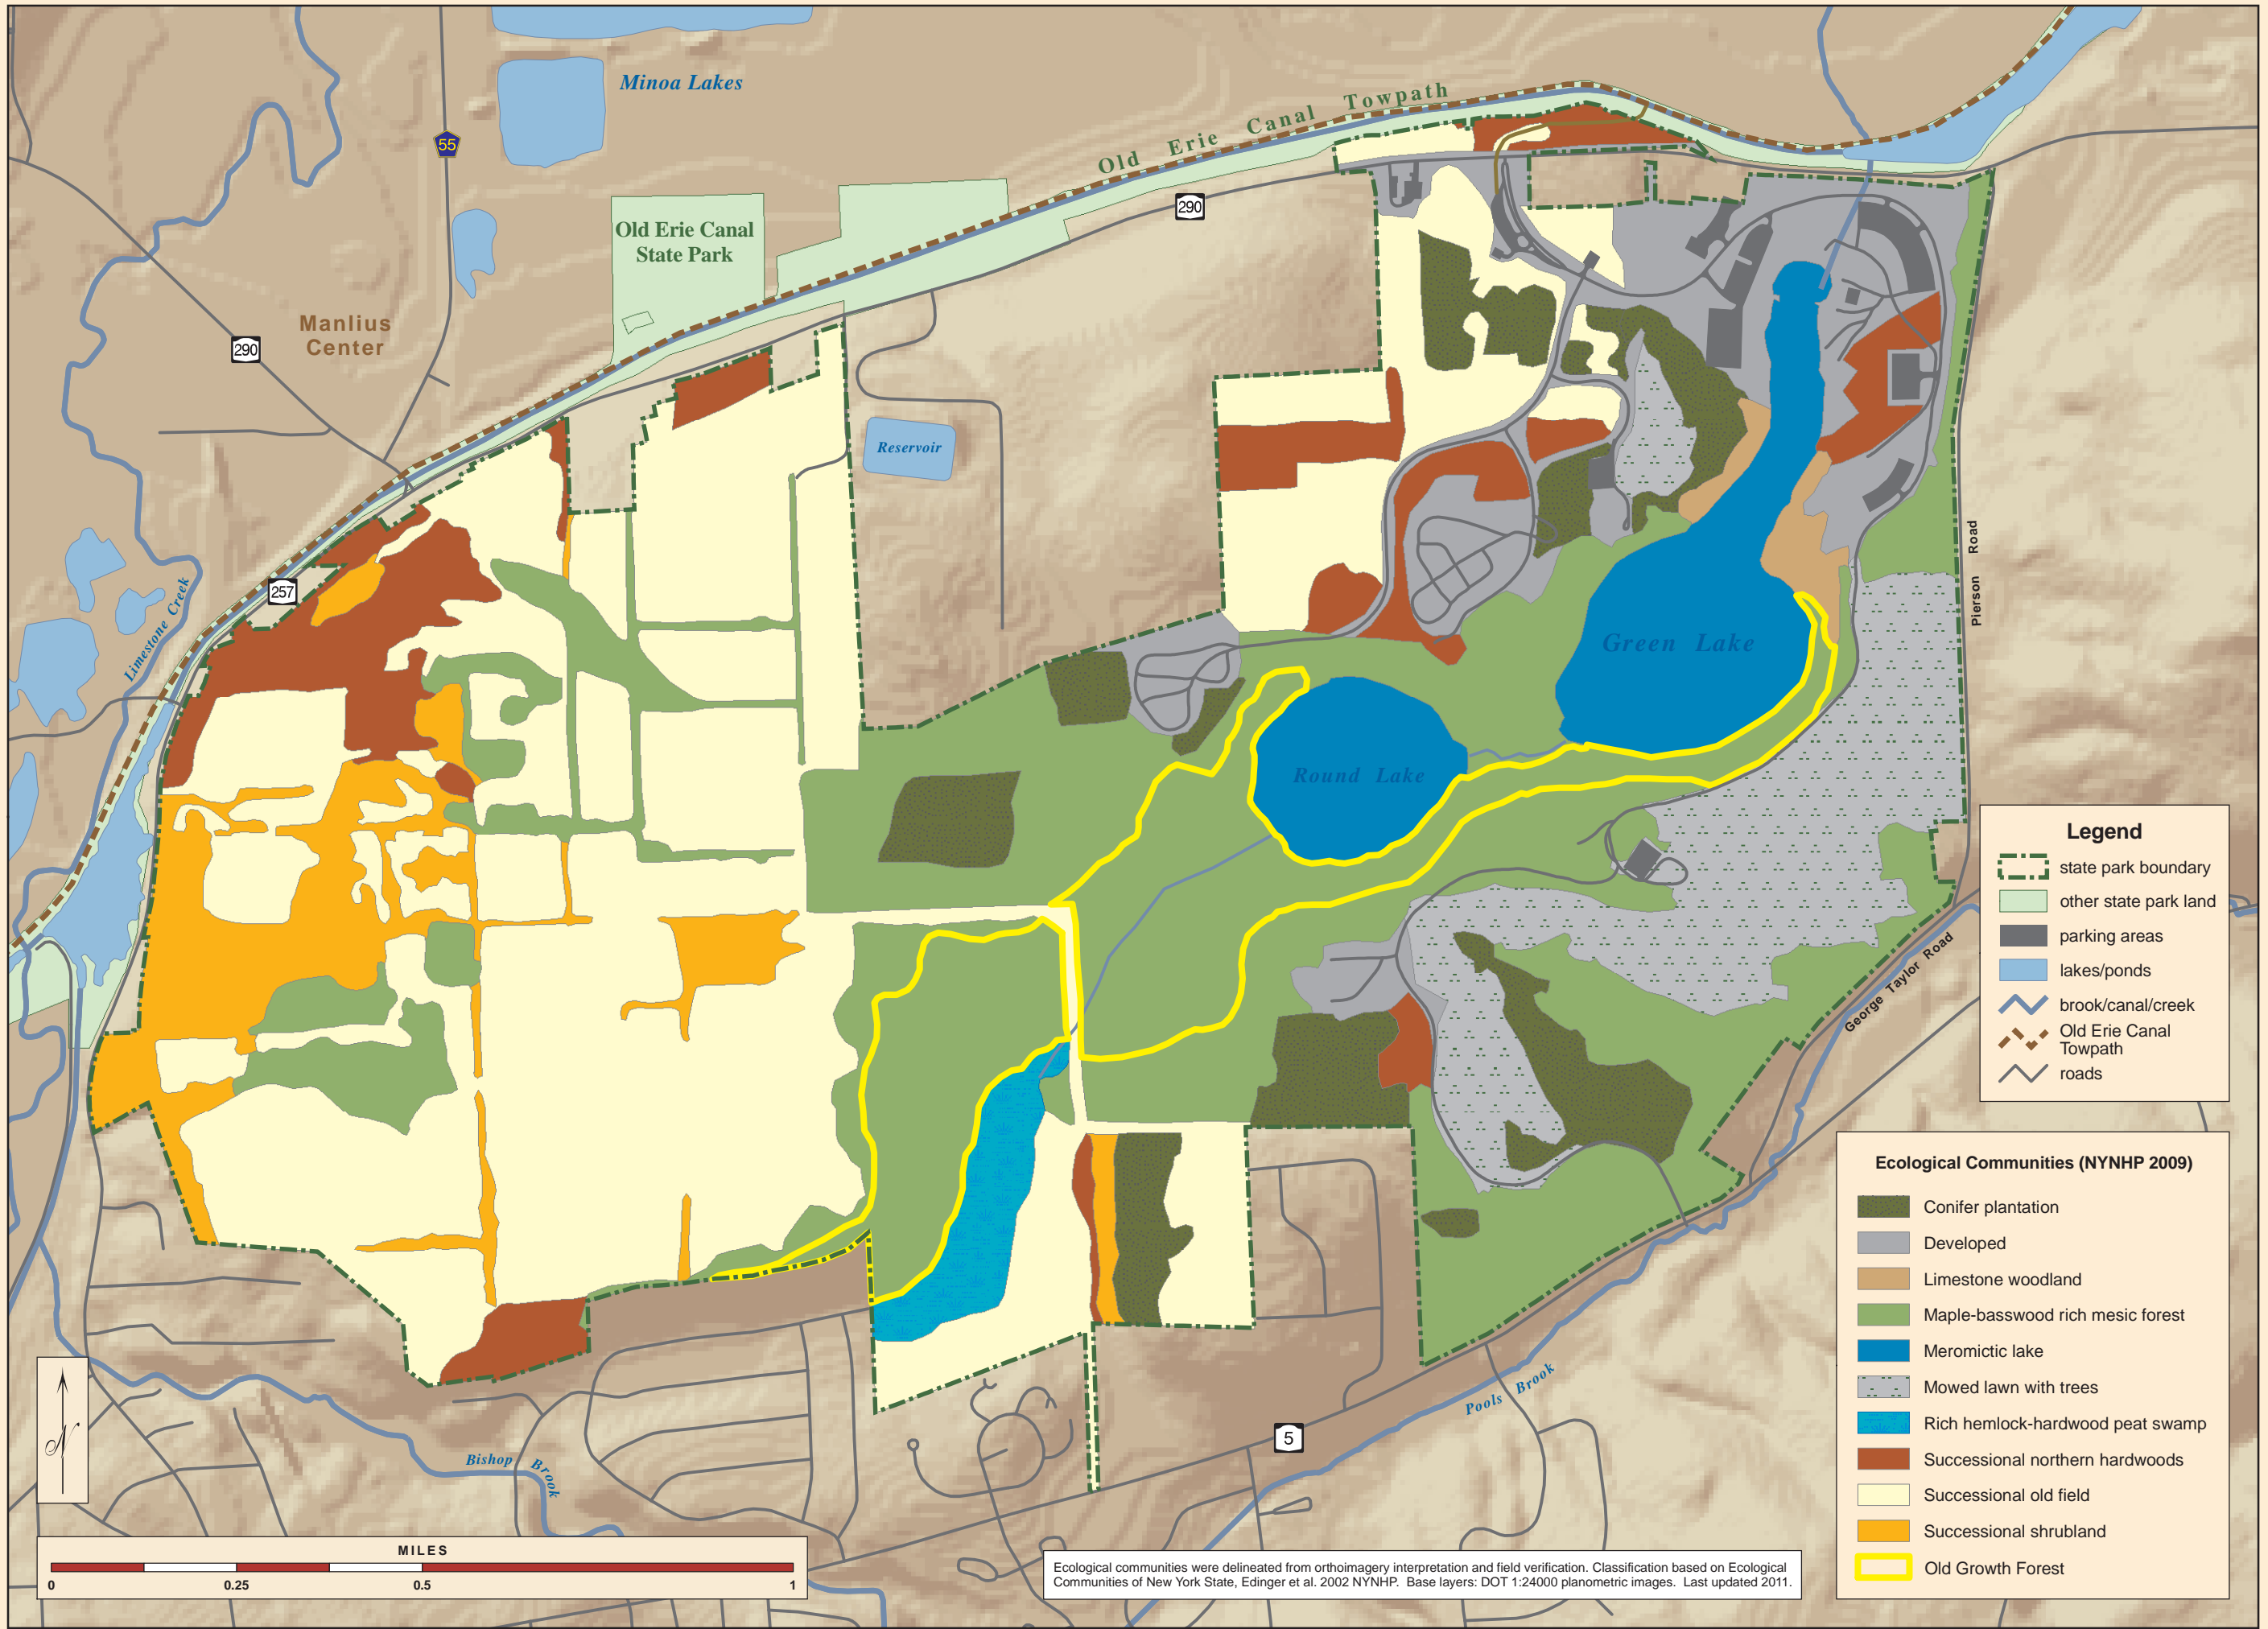 Minoa Lakes
55
Old Erie Canal Towpath
290
Old Erie Canal
State Park
Manlius
Center
290
Reservoir
257
Limestone Creek
Pierson Road
Green Lake
Round Lake
George Taylor Road
5
Pools Brook
Bishop Brook
N
MILES
0 0.25 0.5 1
Legend
state park boundary
other state park land
parking areas
lakes/ponds
brook/canal/creek
Old Erie Canal
Towpath
roads
Ecological Communities (NYNHP 2009)
Conifer plantation
Developed
Limestone woodland
Maple-basswood rich mesic forest
Meromictic lake
Mowed lawn with trees
Rich hemlock-hardwood peat swamp
Successional northern hardwoods
Successional old field
Successional shrubland
Old Growth Forest
Ecological communities were delineated from orthoimagery interpretation and field verification. Classification based on Ecological
Communities of New York State, Edinger et al. 2002 NYNHP. Base layers: DOT 1:24000 planometric images. Last updated 2011.